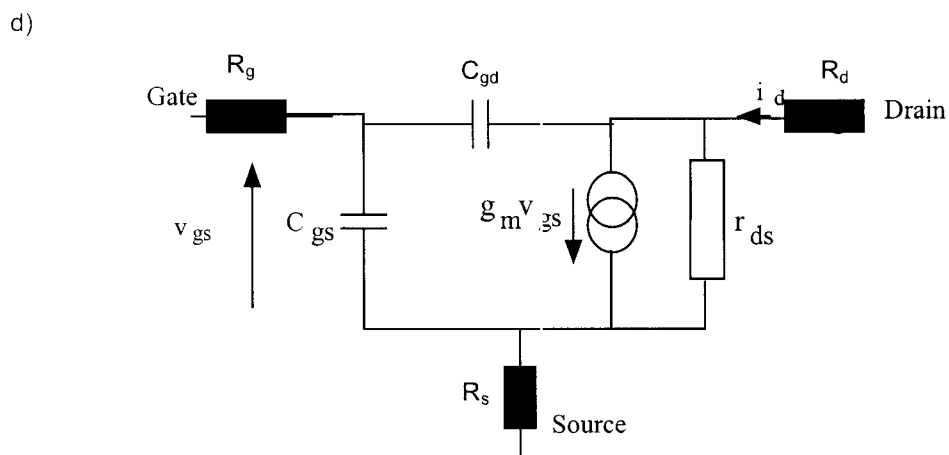 d)
Rg
Cgd
Rd
Gate
id
Drain
vgs
Cgs
gmvgs
rds
Rs
Source